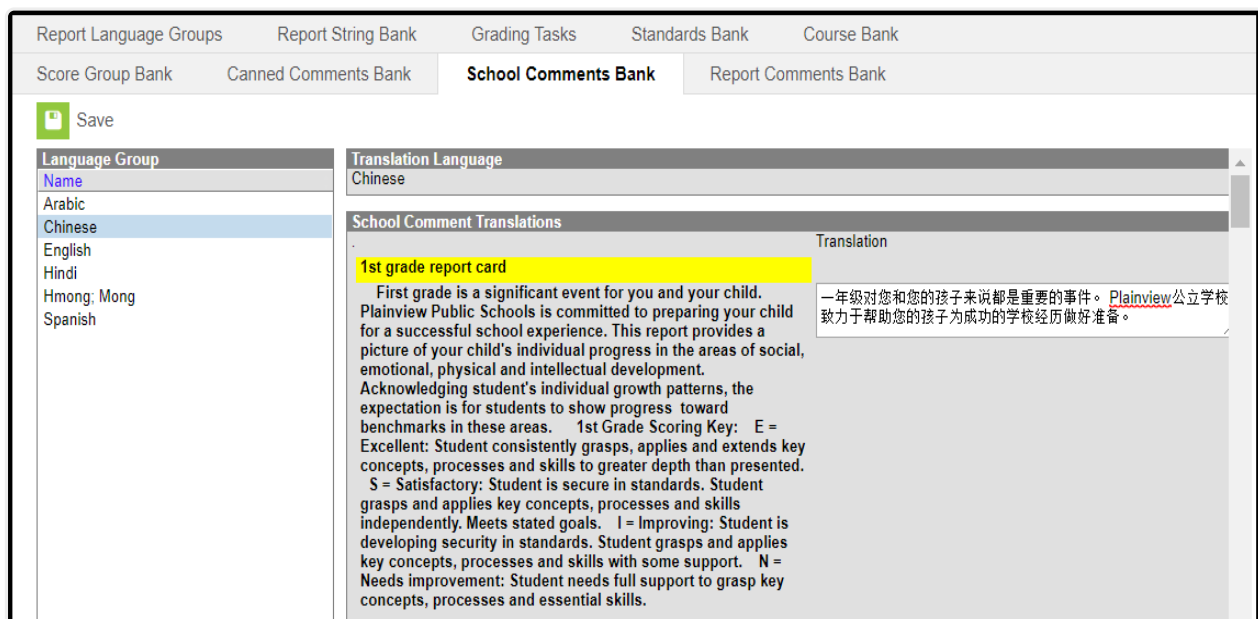 Report Language Groups Report String Bank Grading Tasks Standards Bank Course Bank
Score Group Bank Canned Comments Bank School Comments Bank Report Comments Bank
Save
Language Group
Name
Arabic
Chinese
English
Hindi
Hmong; Mong
Spanish
Translation Language
Chinese
School Comment Translations
.
Translation
1st grade report card
First grade is a significant event for you and your child.
Plainview Public Schools is committed to preparing your child
for a successful school experience. This report provides a
picture of your child's individual progress in the areas of social,
emotional, physical and intellectual development.
Acknowledging student's individual growth patterns, the
expectation is for students to show progress toward
benchmarks in these areas. 1st Grade Scoring Key: E =
Excellent: Student consistently grasps, applies and extends key
concepts, processes and skills to greater depth than presented.
S = Satisfactory: Student is secure in standards. Student
grasps and applies key concepts, processes and skills
independently. Meets stated goals. I = Improving: Student is
developing security in standards. Student grasps and applies
key concepts, processes and skills with some support. N =
Needs improvement: Student needs full support to grasp key
concepts, processes and essential skills.
一年级对您和您的孩子来说都是重要的事件。 Plainview公立学校
致力于帮助您的孩子为成功的学校经历做好准备。